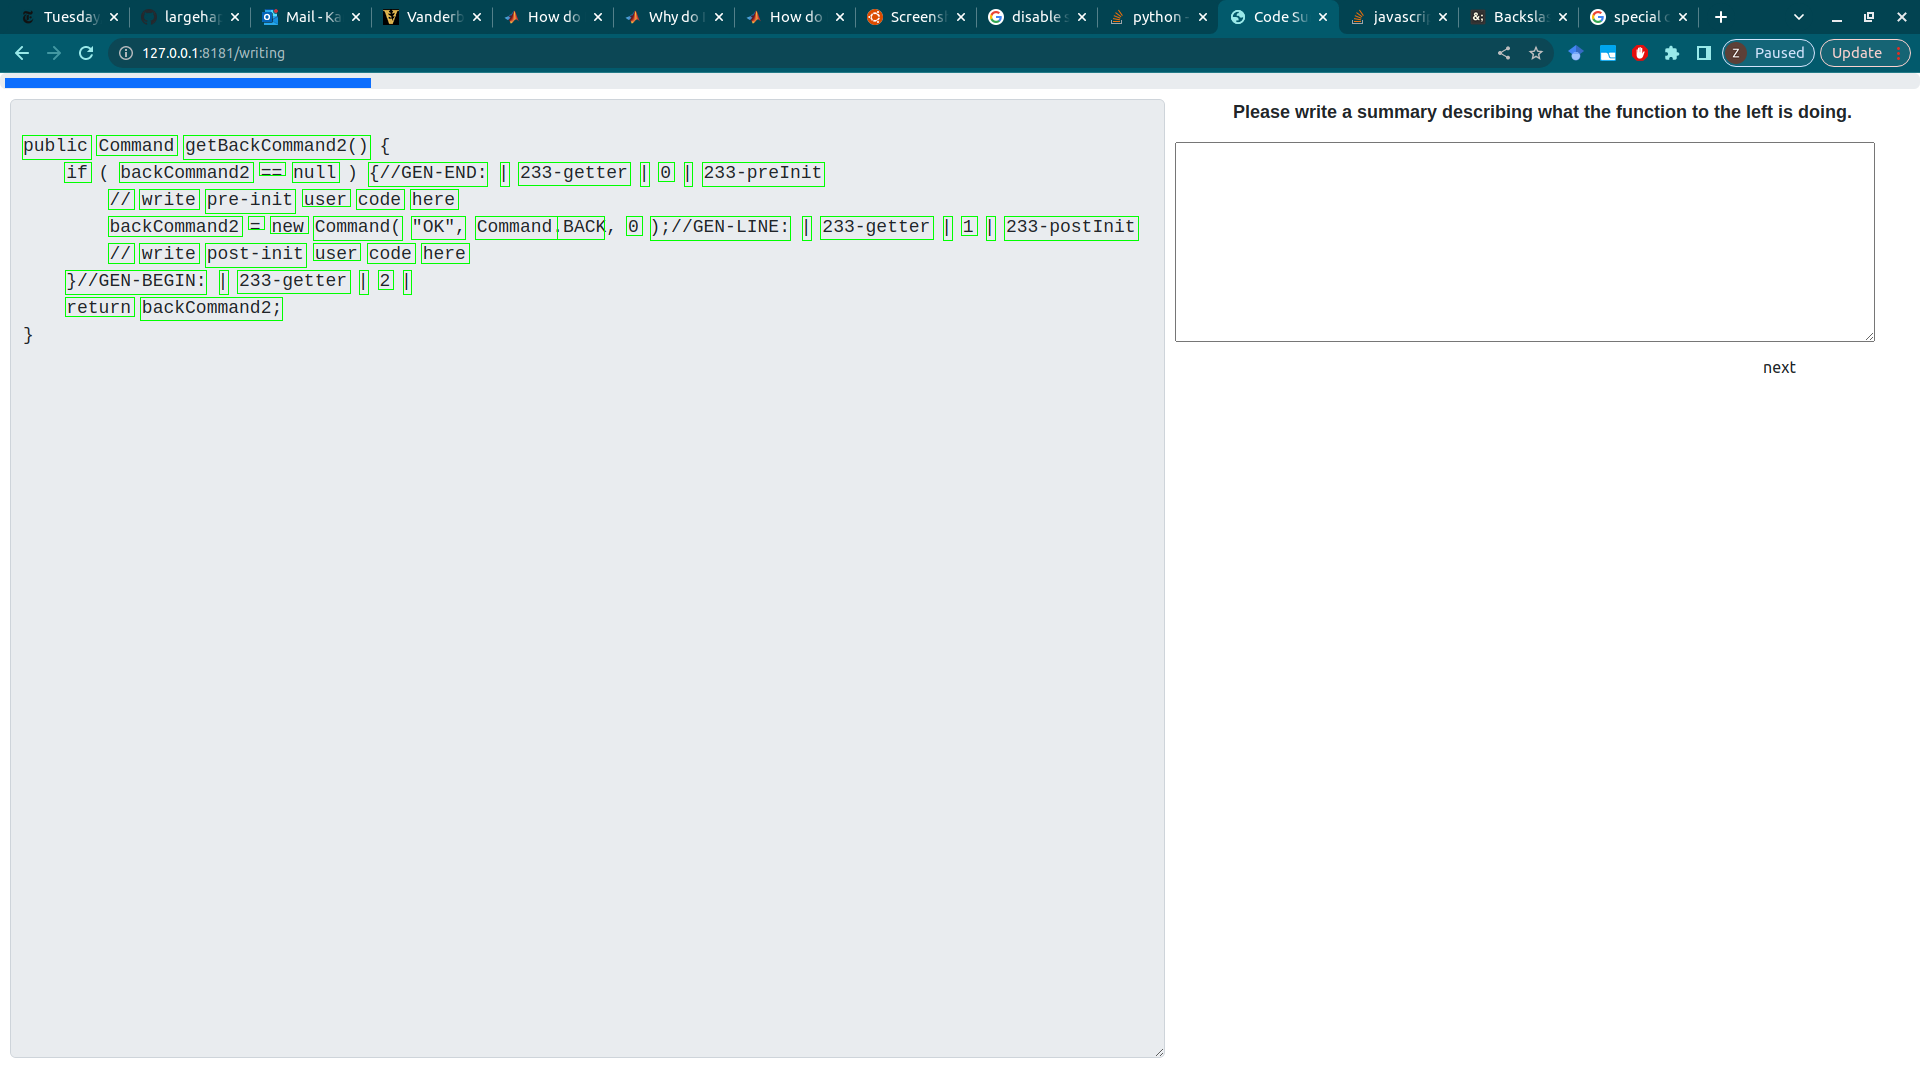 Tuesday
largeha
Mail - Ka
Vanderb
How do
Why do
How do
Screens
disable s
python -
Code Su
javascrip
Backslas
special c
127.0.0.1:8181/writing
Z Paused
Update
public Command getBackCommand2() {
if ( backCommand2 == null ) {//GEN-END: | 233-getter | 0 | 233-preInit
// write pre-init user code here
backCommand2 = new Command( "OK", Command.BACK, 0 );//GEN-LINE: | 233-getter | 1 | 233-postInit
// write post-init user code here
}//GEN-BEGIN: | 233-getter | 2 |
return backCommand2;
}
Please write a summary describing what the function to the left is doing.
next